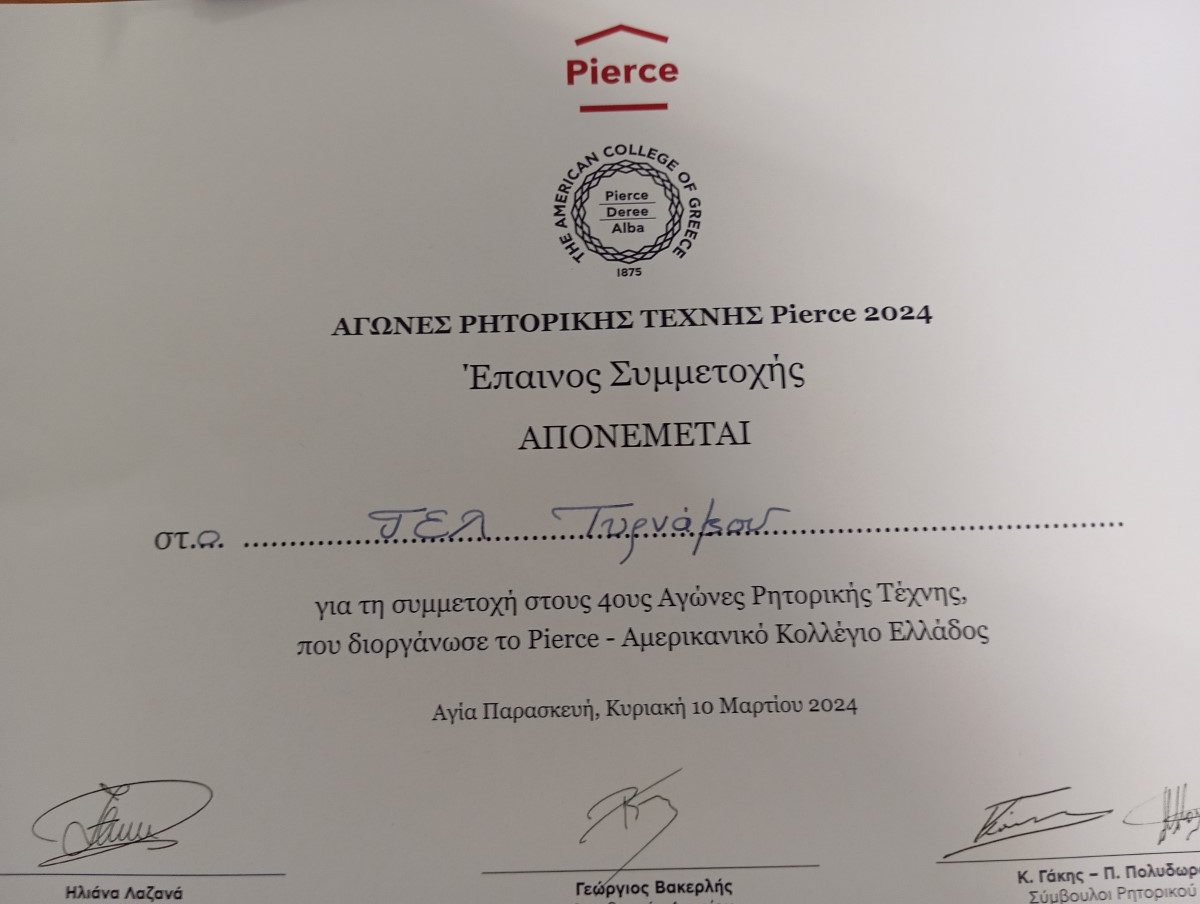 Pierce
THE AMERICAN COLLEGE OF GREECE
Pierce
Deree
Alba
1875
ΑΓΩΝΕΣ ΡΗΤΟΡΙΚΗΣ ΤΕΧΝΗΣ Pierce 2024
Έπαινος Συμμετοχής
ΑΠΟΝΕΜΕΤΑΙ
στ.ο. ΓΕΛ Τυρνάβου
για τη συμμετοχή στους 4ους Αγώνες Ρητορικής Τέχνης,
που διοργάνωσε το Pierce - Αμερικανικό Κολλέγιο Ελλάδος
Αγία Παρασκευή, Κυριακή 10 Μαρτίου 2024
Ηλιάνα Λαζανά
Γεώργιος Βακερλής
Κ. Γάκης – Π. Πολυδωρ
Σύμβουλοι Ρητορικού